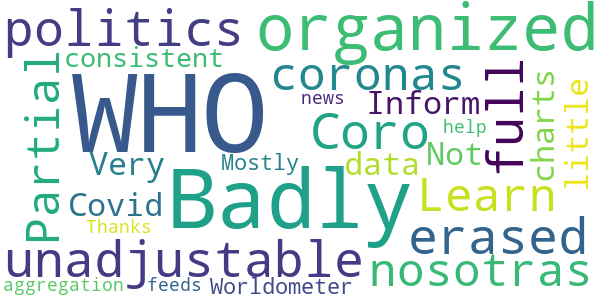 politics
organized
consistent
WHO
Partial
coronas
full
news
Inform
Coro
charts
little
help
Very
Mostly
data
Not
Badly
Learn
Covid
Thanks
erased
unadjustable
nosotras
aggregation
feeds
Worldometer